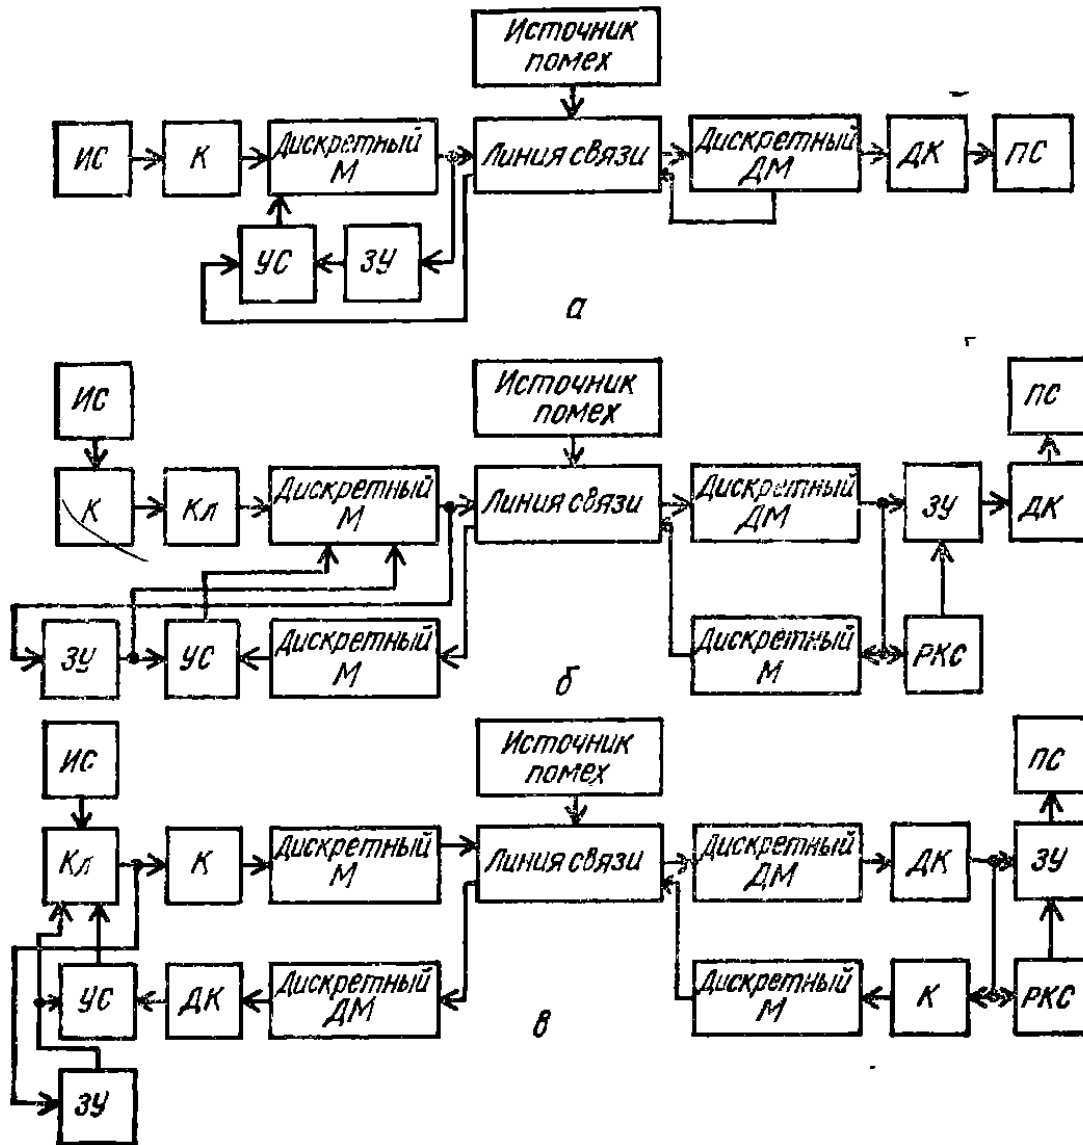 Источник
помех
ИС
К
Дискретный
М
Линия связи
Дискретный
ДМ
ДК
ПС
УС
ЗУ
а
ИС
Источник
помех
ПС
К
Кл
Дискретный
М
Линия связи
Дискретный
ДМ
ЗУ
ДК
ЗУ
УС
Дискретный
М
Дискретный
М
РКС
б
ИС
Источник
помех
ПС
Кл
К
Дискретный
М
Линия связи
Дискретный
ДМ
ДК
ЗУ
УС
ДК
Дискретный
ДМ
Дискретный
М
К
РКС
в
ЗУ